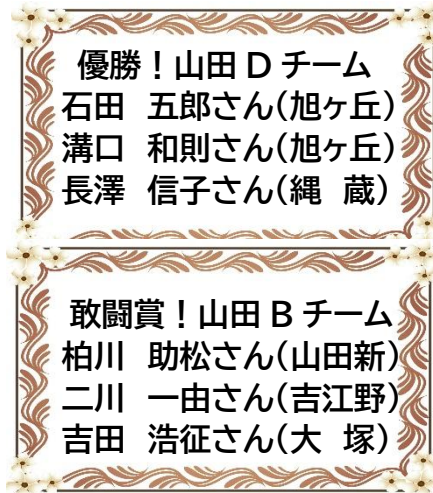 優勝！山田Dチーム
石田　五郎さん(旭ヶ丘)
溝口　和則さん(旭ヶ丘)
長澤　信子さん(縄　蔵)
敢闘賞！山田Bチーム
柏川　助松さん(山田新)
二川　一由さん(吉江野)
吉田　浩征さん(大　塚)